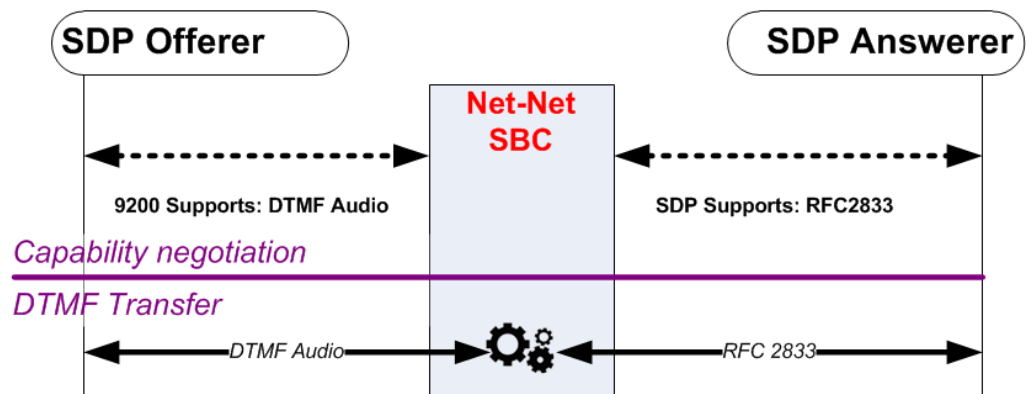 SDP Offerer
SDP Answerer
Net-Net
SBC
9200 Supports: DTMF Audio
SDP Supports: RFC2833
Capability negotiation
DTMF Transfer
DTMF Audio
RFC 2833